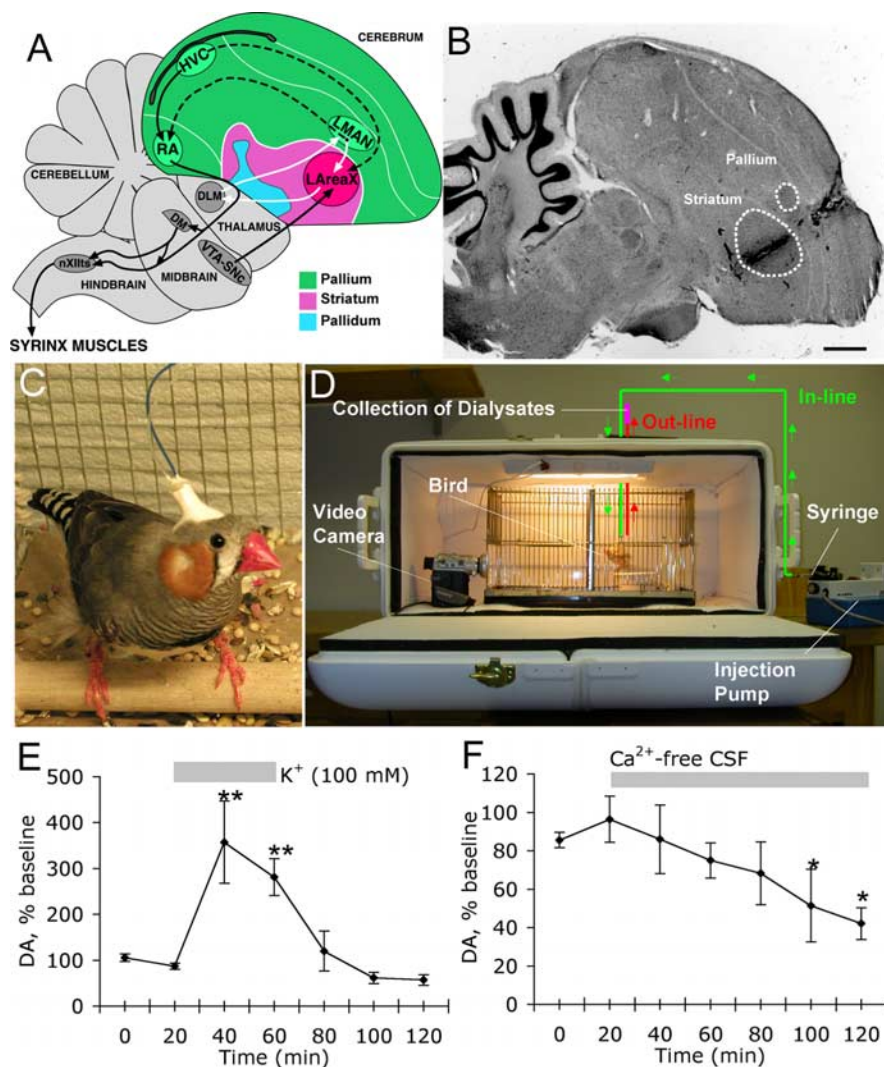 A
CEREBRUM
HVC
LMAN
RA
LAreaX
CEREBELLUM
DLM
DM
THALAMUS
VTA-SNc
nXIIts
MIDBRAIN
HINDBRAIN
Pallium
Striatum
Pallidum
SYRINX MUSCLES
B
Pallium
Striatum
C
D
In-line
Collection of Dialysates
Out-line
Bird
Video
Camera
Syringe
Injection
Pump
E
K+ (100 mM)
DA, % baseline
500
400
300
200
100
0
**
**
0 20 40 60 80 100 120
Time (min)
F
Ca2+-free CSF
DA, % baseline
120
100
80
60
40
20
0
*
*
0 20 40 60 80 100 120
Time (min)